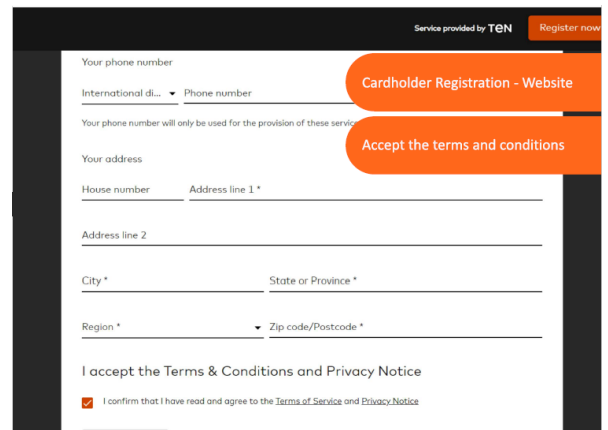 Service provided by TEN
Register now
Your phone number
Cardholder Registration - Website
International di...
Phone number
Your phone number will only be used for the provision of these
Accept the terms and conditions
Your address
House number
Address line 1 *
Address line 2
City *
State or Province *
Region *
Zip code/Postcode *
I accept the Terms & Conditions and Privacy Notice
I confirm that I have read and agree to the Terms of Service and Privacy Notice